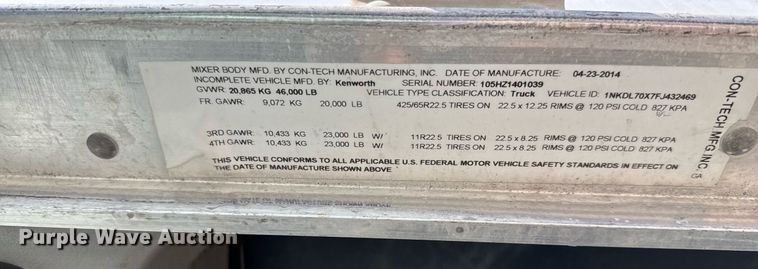 MIXER BODY MFD. BY CON-TECH MANUFACTURING, INC. DATE OF MANUFACTURE: 04-23-2014
INCOMPLETE VEHICLE MFD. BY: Kenworth SERIAL NUMBER: 105HZ1401039
GVWR: 20,865 KG 46,000 LB VEHICLE TYPE CLASSIFICATION: Truck VEHICLE ID: 1NKDL70X7FJ432469
FR. GAWR: 9,072 KG 20,000 LB 425/65R22.5 TIRES ON 22.5 x 12.25 RIMS @ 120 PSI COLD 827 KPA
3RD GAWR: 10,433 KG 23,000 LB W/ 11R22.5 TIRES ON 22.5 x 8.25 RIMS @ 120 PSI COLD 827 KPA
4TH GAWR: 10,433 KG 23,000 LB W/ 11R22.5 TIRES ON 22.5 x 8.25 RIMS @ 120 PSI COLD 827 KPA
THIS VEHICLE CONFORMS TO ALL APPLICABLE U.S. FEDERAL MOTOR VEHICLE SAFETY STANDARDS IN EFFECT ON
THE DATE OF MANUFACTURE SHOWN ABOVE
CON-TECH MFG INC.
Purple Wave Auction